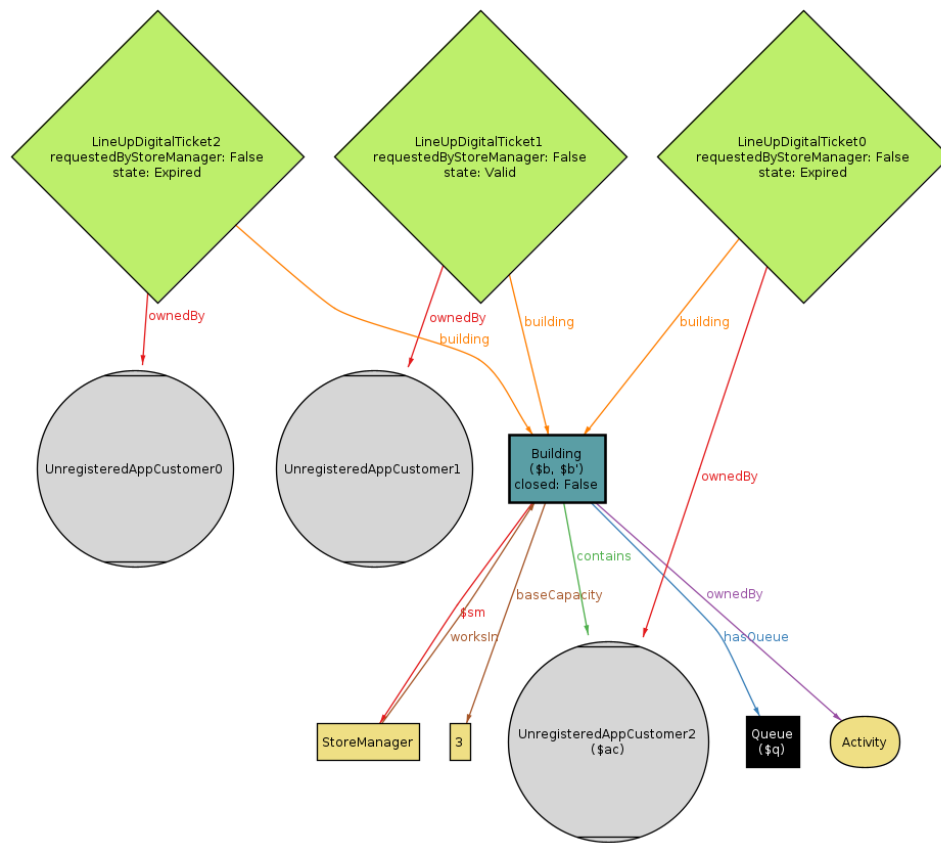 LineUpDigitalTicket2
requestedByStoreManager: False
state: Expired
LineUpDigitalTicket1
requestedByStoreManager: False
state: Valid
LineUpDigitalTicket0
requestedByStoreManager: False
state: Expired
ownedBy
building
ownedBy
building
building
ownedBy
UnregisteredAppCustomer0
UnregisteredAppCustomer1
Building
($b, $b')
closed: False
contains
baseCapacity
ownedBy
$sm
worksIn
hasQueue
StoreManager
3
UnregisteredAppCustomer2
($ac)
Queue
($q)
Activity